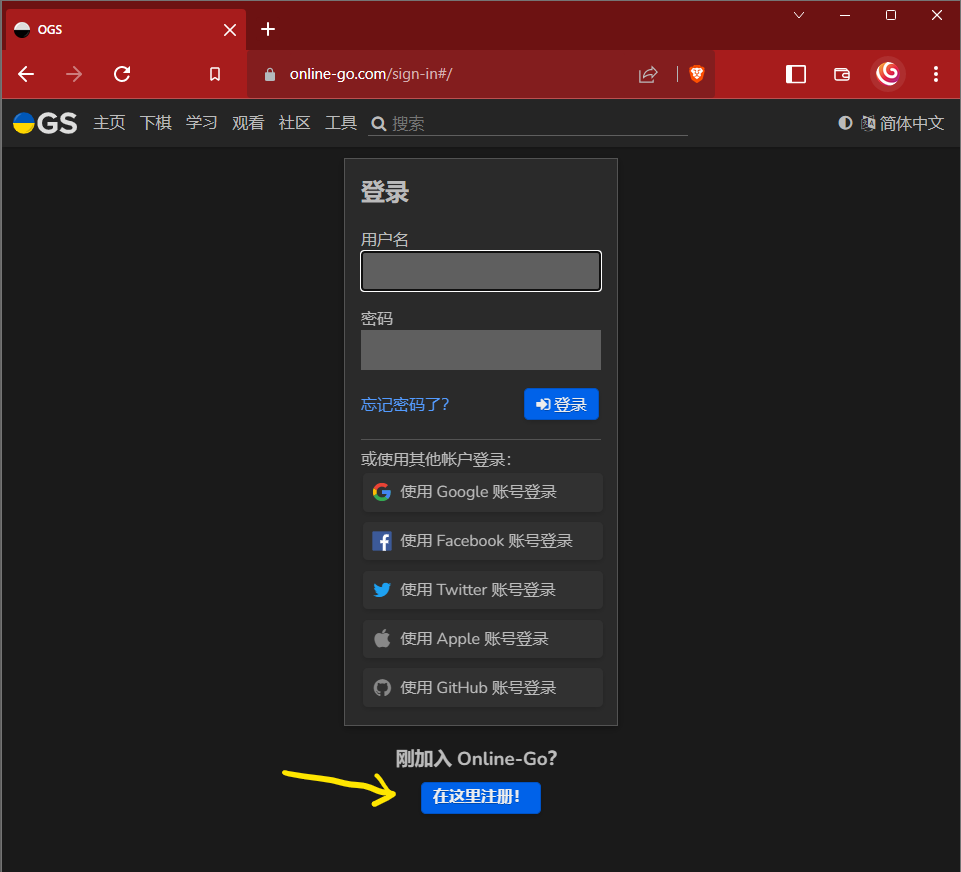 OGS
online-go.com/sign-in#/
OGS 主页 下棋 学习 观看 社区 工具 搜索 简体中文
登录
用户名
密码
忘记密码了? 登录
或使用其他帐户登录:
使用 Google 账号登录
使用 Facebook 账号登录
使用 Twitter 账号登录
使用 Apple 账号登录
使用 GitHub 账号登录
刚加入 Online-Go?
在这里注册!